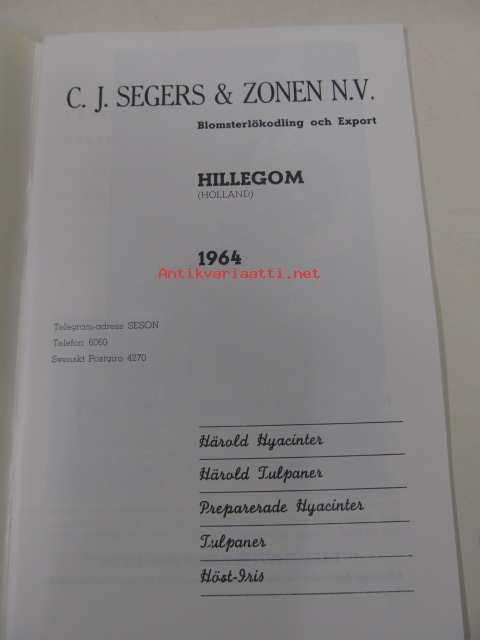 C. J. SEGERS & ZONEN N.V.
Blomsterlökodling och Export
HILLEGOM
(HOLLAND)
1964
Antikvariaatti.net
Telegram-adress SESON
Telefon 6060
Svenskt Postgiro 4270
Härold Hyacinter
Härold Tulpaner
Preparerade Hyacinter
Tulpaner
Höst-Iris